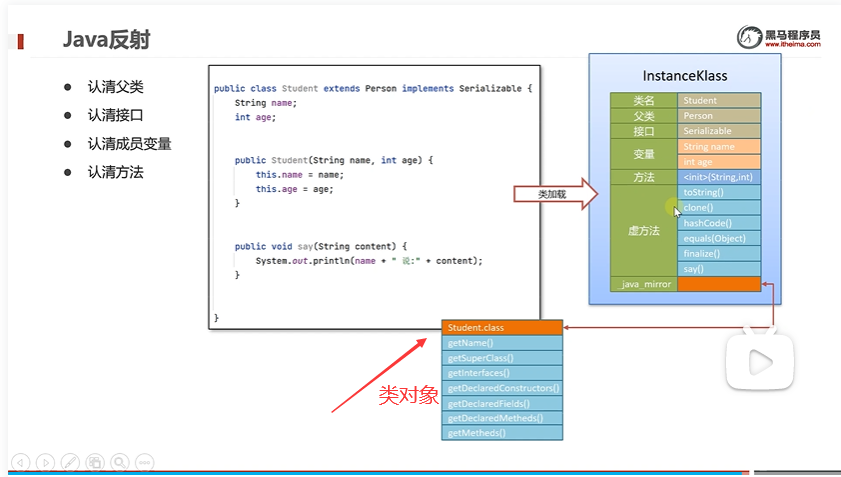 Java反射
黑马程序员
www.itheima.com
认清父类
认清接口
认清成员变量
认清方法
public class Student extends Person implements Serializable {
String name;
int age;
public Student(String name, int age) {
this.name = name;
this.age = age;
}
public void say(String content) {
System.out.println(name + " 说:" + content);
}
}
类加载
InstanceKlass
类名 Student
父类 Person
接口 Serializable
变量 String name
int age
方法 <init>(String,int)
虚方法
toString()
clone()
hashCode()
equals(Object)
finalize()
say()
_java_mirror
Student.class
getName()
getSuperClass()
getInterfaces()
getDeclaredConstructors()
getDeclaredFields()
getDeclaredMetheds()
getMetheds()
类对象